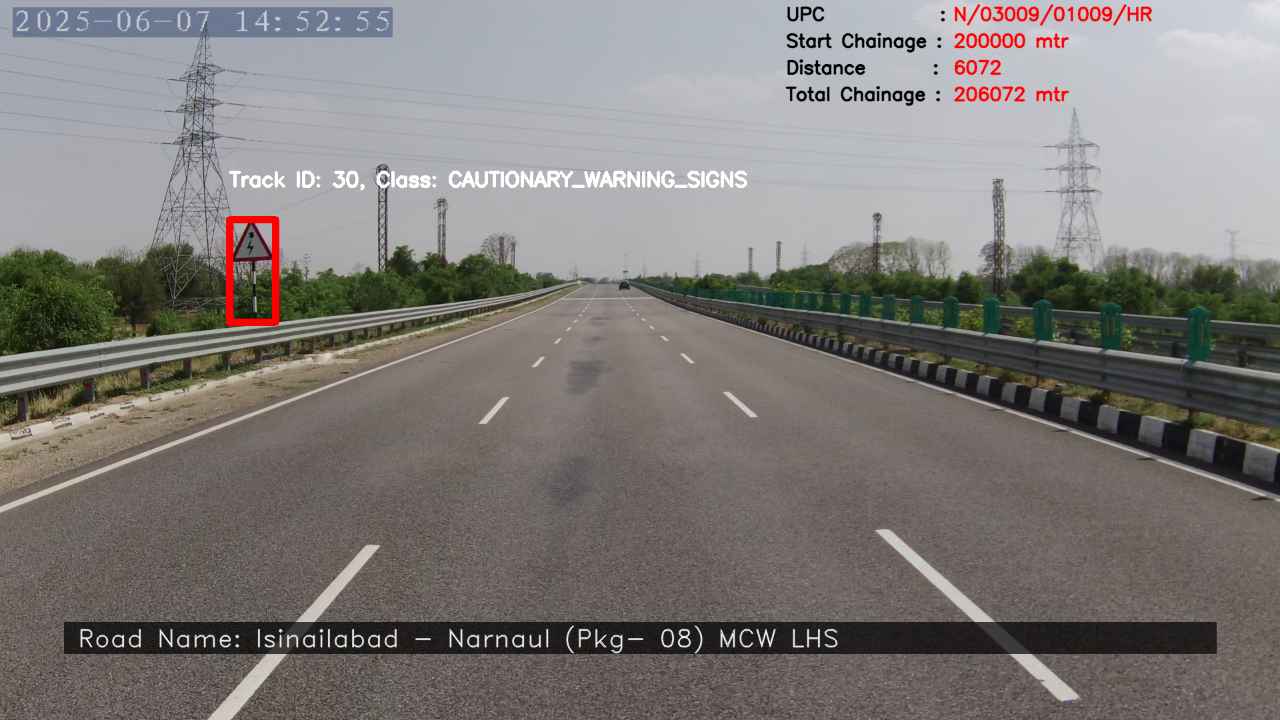 2025-06-07 14:52:55
UPC : N/03009/01009/HR
Start Chainage : 200000 mtr
Distance : 6072
Total Chainage : 206072 mtr
Track ID: 30, Class: CAUTIONARY_WARNING_SIGNS
Road Name: Isinailabad - Narnaul (Pkg- 08) MCW LHS